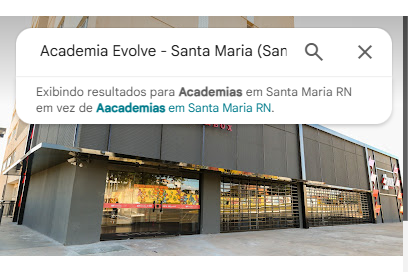 Academia Evolve - Santa Maria (San
Exibindo resultados para Academias em Santa Maria RN
em vez de Aacademias em Santa Maria RN.